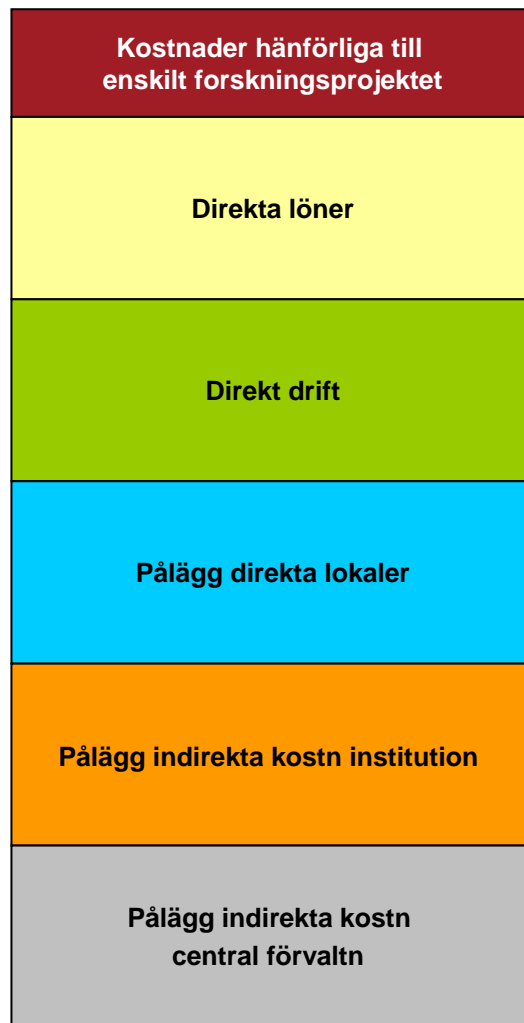 Kostnader hänförliga till
enskilt forskningsprojektet
Direkta löner
Direkt drift
Pålägg direkta lokaler
Pålägg indirekta kostn institution
Pålägg indirekta kostn
central förvaltn